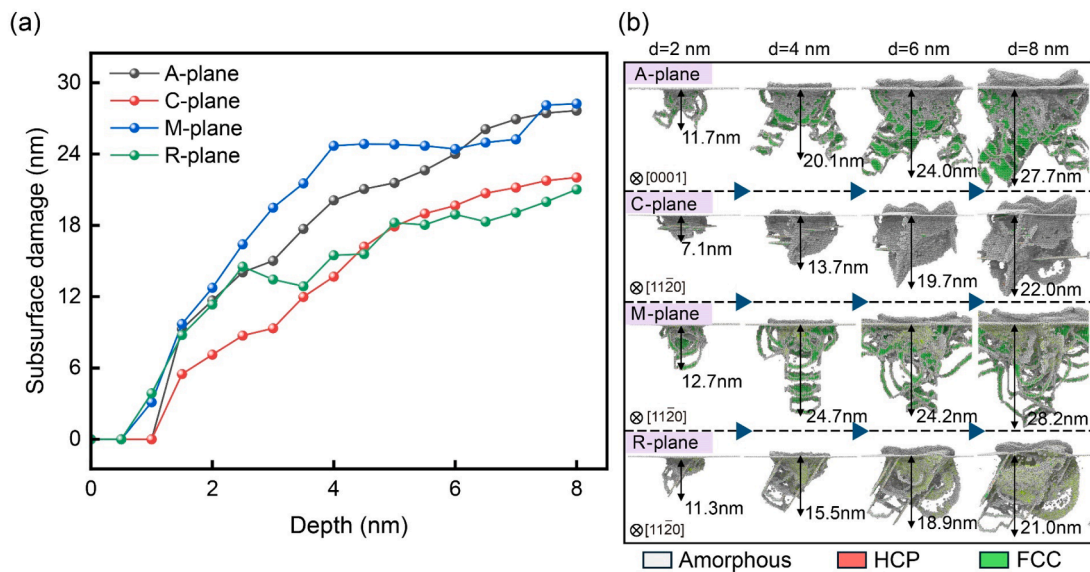 (a)
30
24
18
12
6
0
Subsurface damage (nm)
A-plane
C-plane
M-plane
R-plane
0 2 4 6 8
Depth (nm)
(b)
d=2 nm d=4 nm d=6 nm d=8 nm
A-plane
11.7nm 20.1nm 24.0nm 27.7nm
⊗[0001]
C-plane
7.1nm 13.7nm 19.7nm 22.0nm
⊗[112̄0]
M-plane
12.7nm 24.7nm 24.2nm 28.2nm
⊗[112̄0]
R-plane
11.3nm 15.5nm 18.9nm 21.0nm
⊗[112̄0]
Amorphous HCP FCC